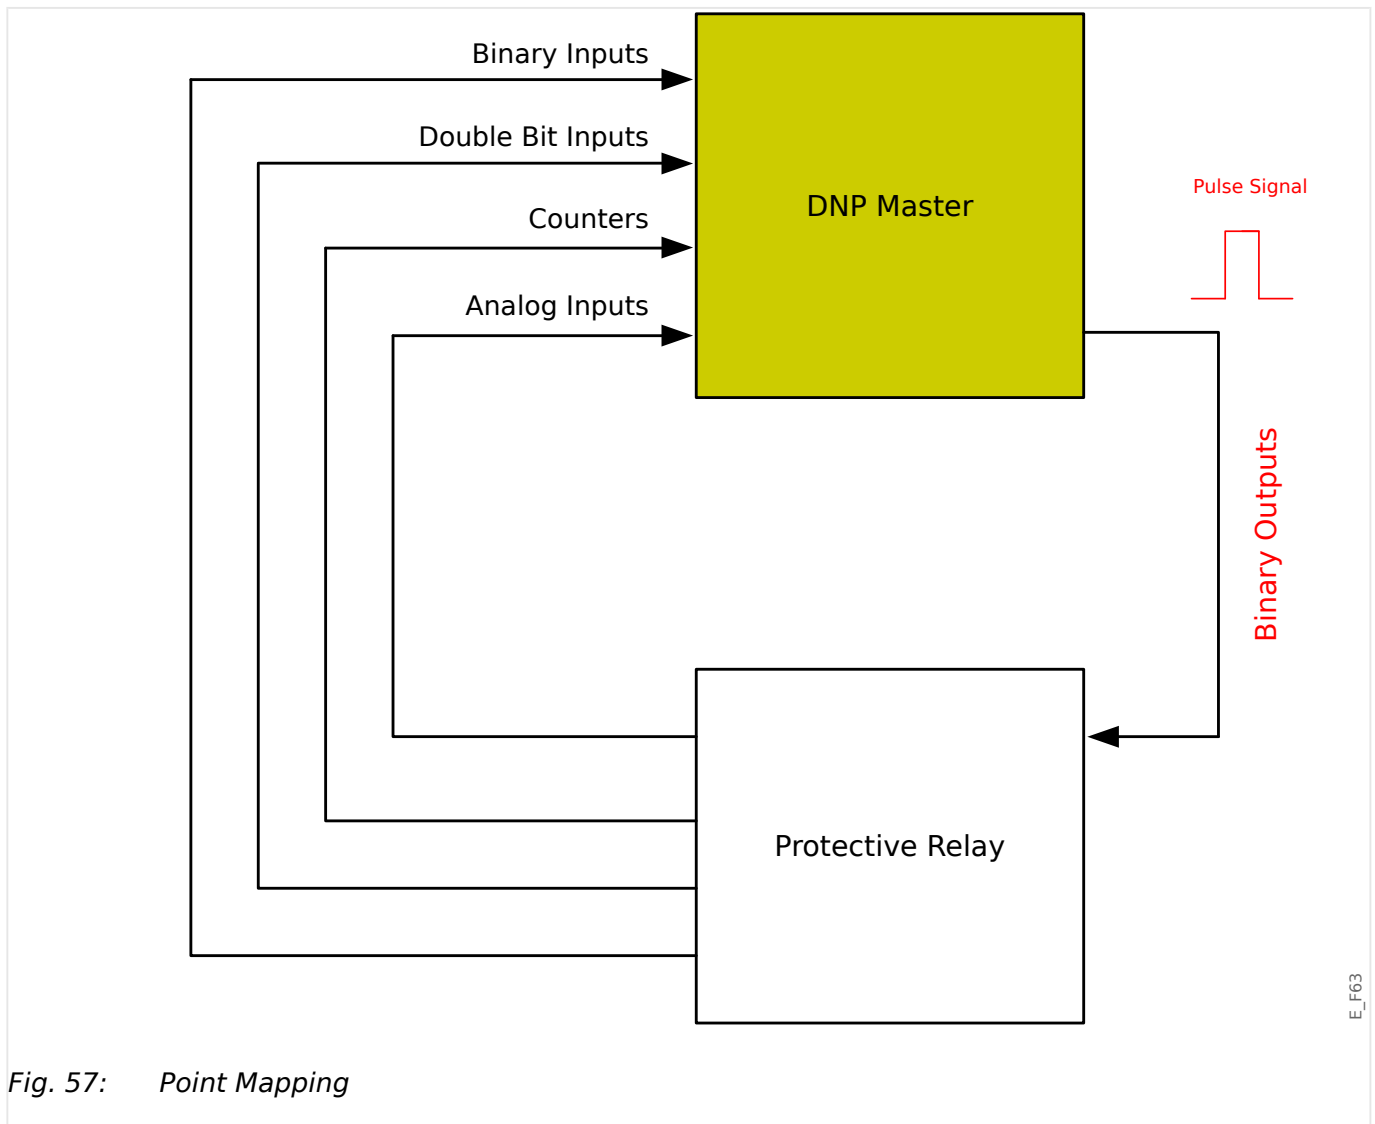 Binary Inputs
Double Bit Inputs
Counters
Analog Inputs
DNP Master
Pulse Signal
Binary Outputs
Protective Relay
E_F63
Fig. 57: Point Mapping